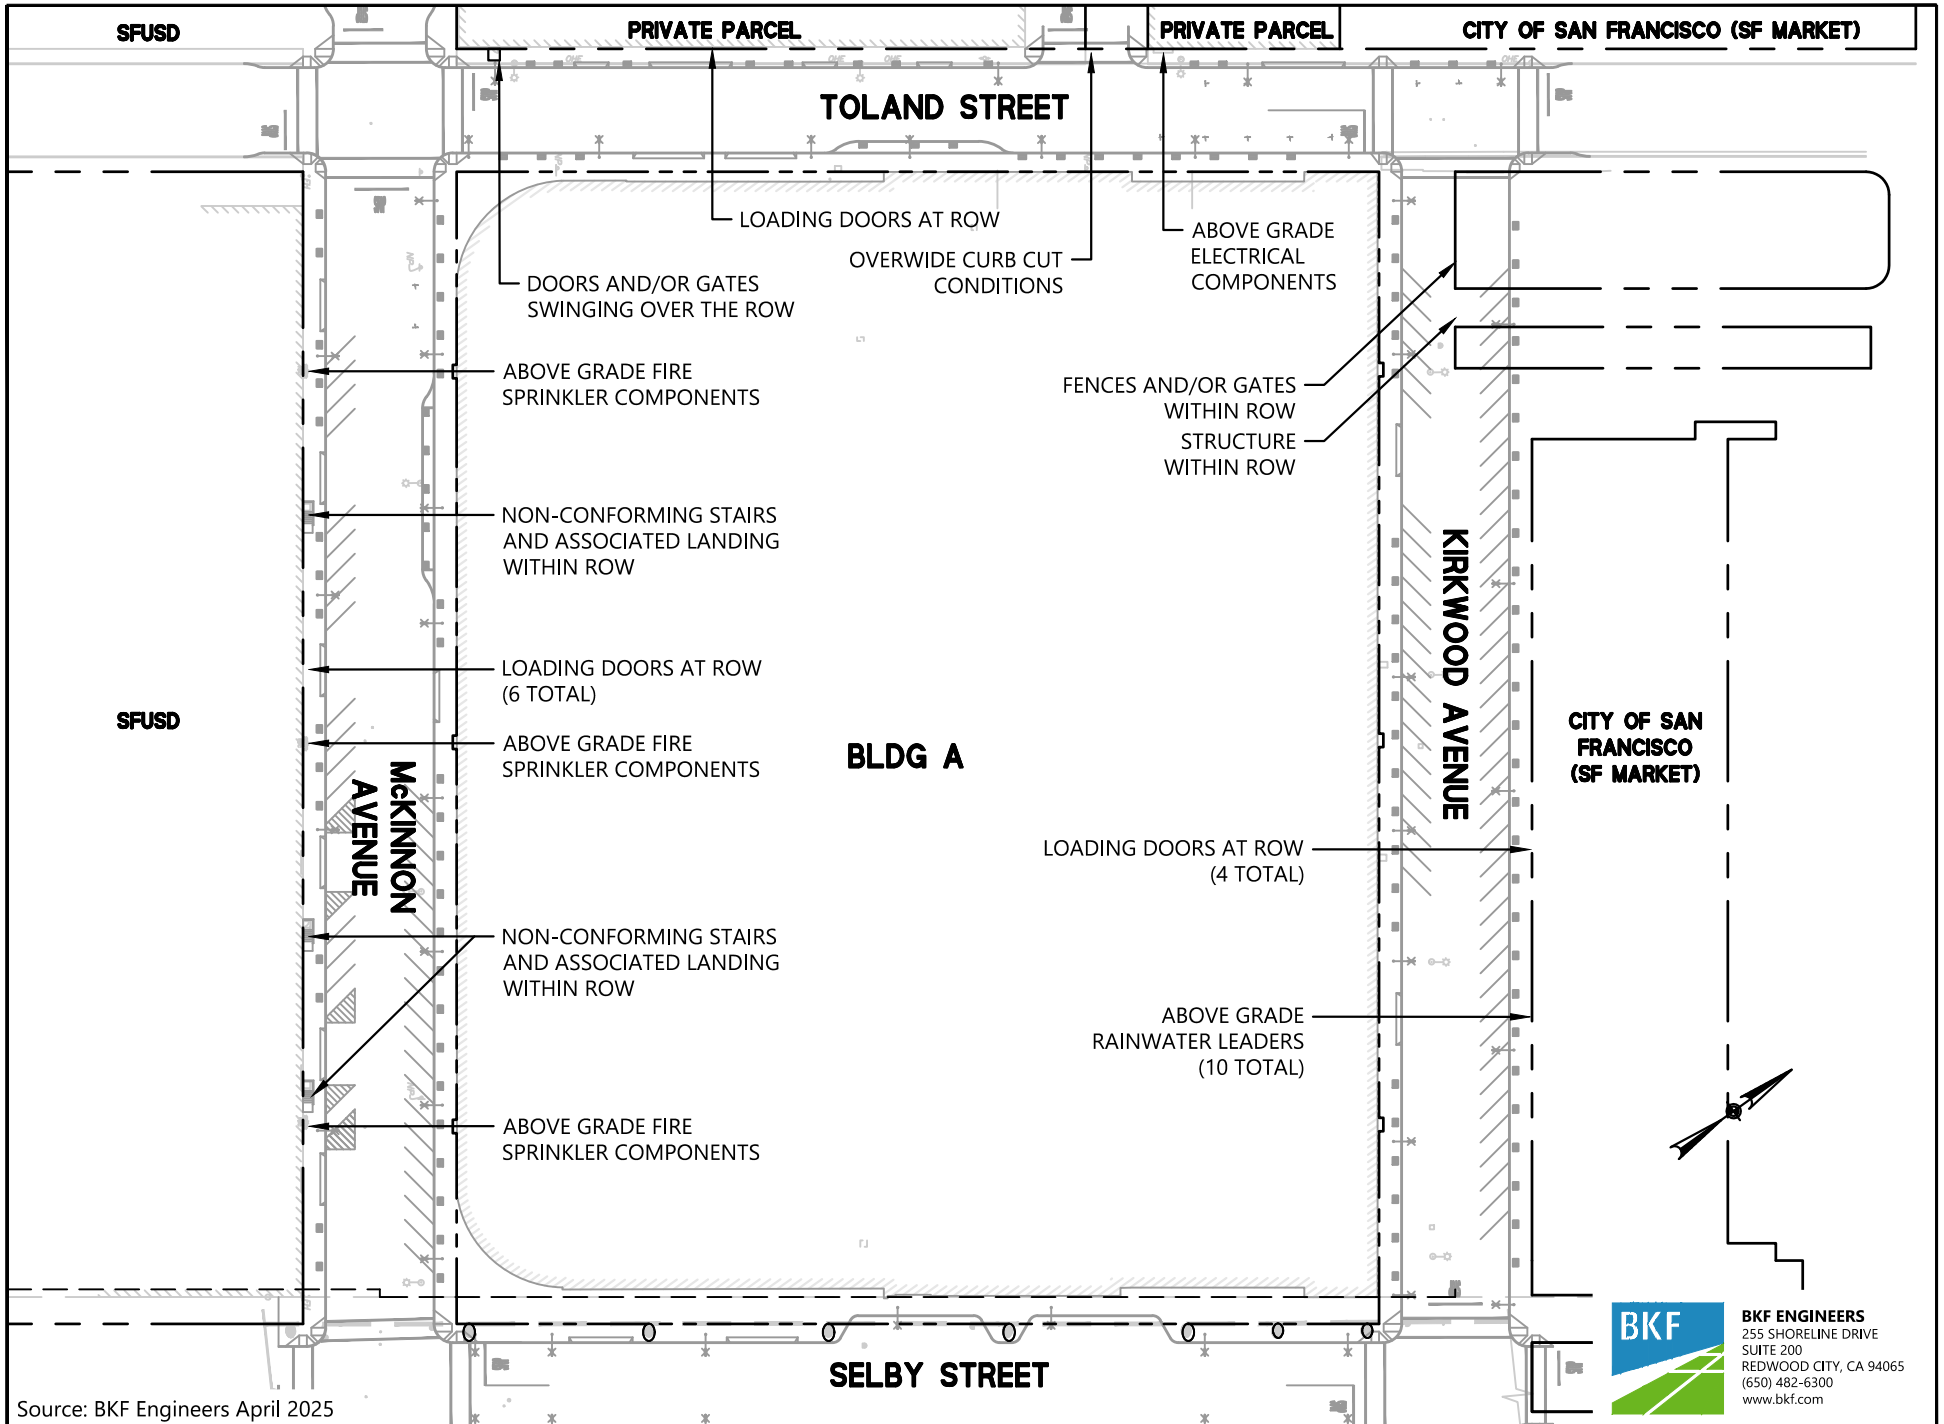 SFUSD
PRIVATE PARCEL
PRIVATE PARCEL
CITY OF SAN FRANCISCO (SF MARKET)
TOLAND STREET
LOADING DOORS AT ROW
OVERWIDE CURB CUT
CONDITIONS
ABOVE GRADE
ELECTRICAL
COMPONENTS
DOORS AND/OR GATES
SWINGING OVER THE ROW
ABOVE GRADE FIRE
SPRINKLER COMPONENTS
FENCES AND/OR GATES
WITHIN ROW
STRUCTURE
WITHIN ROW
NON-CONFORMING STAIRS
AND ASSOCIATED LANDING
WITHIN ROW
LOADING DOORS AT ROW
(6 TOTAL)
SFUSD
ABOVE GRADE FIRE
SPRINKLER COMPONENTS
BLDG A
McKINNON
AVENUE
KIRKWOOD AVENUE
CITY OF SAN
FRANCISCO
(SF MARKET)
LOADING DOORS AT ROW
(4 TOTAL)
NON-CONFORMING STAIRS
AND ASSOCIATED LANDING
WITHIN ROW
ABOVE GRADE
RAINWATER LEADERS
(10 TOTAL)
ABOVE GRADE FIRE
SPRINKLER COMPONENTS
SELBY STREET
BKF
BKF ENGINEERS
255 SHORELINE DRIVE
SUITE 200
REDWOOD CITY, CA 94065
(650) 482-6300
www.bkf.com
Source: BKF Engineers April 2025